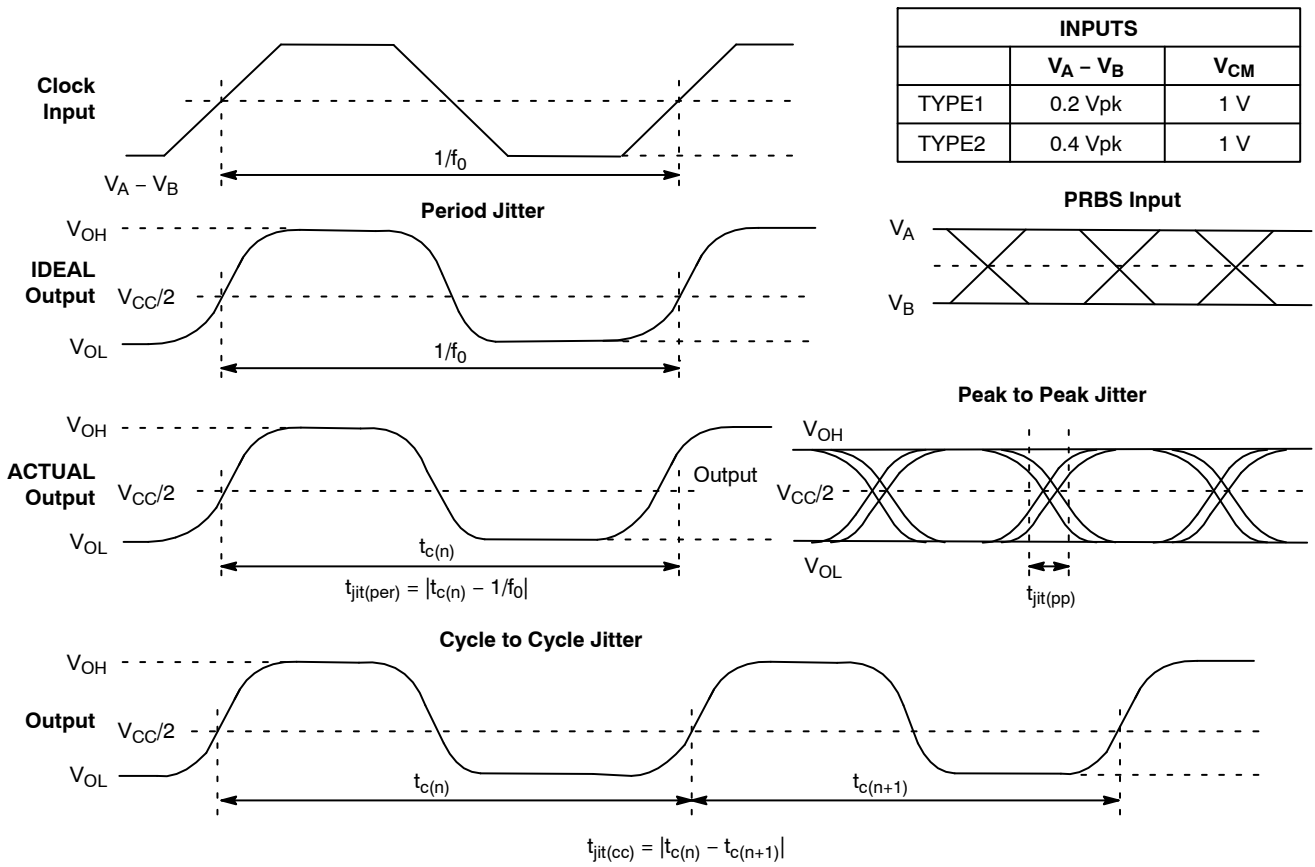 Clock
Input
V_A – V_B
1/f_0
INPUTS
V_A – V_B V_CM
TYPE1 0.2 Vpk 1 V
TYPE2 0.4 Vpk 1 V
Period Jitter
V_OH
IDEAL
Output
V_CC/2
V_OL
1/f_0
PRBS Input
V_A
V_B
V_OH
ACTUAL
Output
V_CC/2
V_OL
t_c(n)
t_jit(per) = |t_c(n) – 1/f_0|
Peak to Peak Jitter
V_OH
Output
V_CC/2
V_OL
t_jit(pp)
Cycle to Cycle Jitter
V_OH
Output
V_CC/2
V_OL
t_c(n)
t_c(n+1)
t_jit(cc) = |t_c(n) – t_c(n+1)|